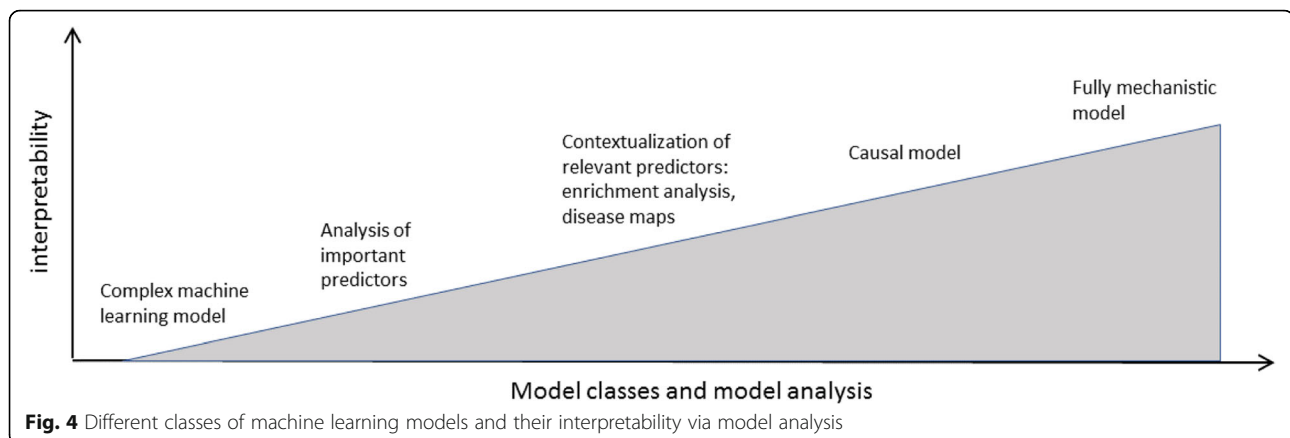 interpretability
Complex machine
learning model
Analysis of
important
predictors
Contextualization of
relevant predictors:
enrichment analysis,
disease maps
Causal model
Fully mechanistic
model
Model classes and model analysis
Fig. 4 Different classes of machine learning models and their interpretability via model analysis